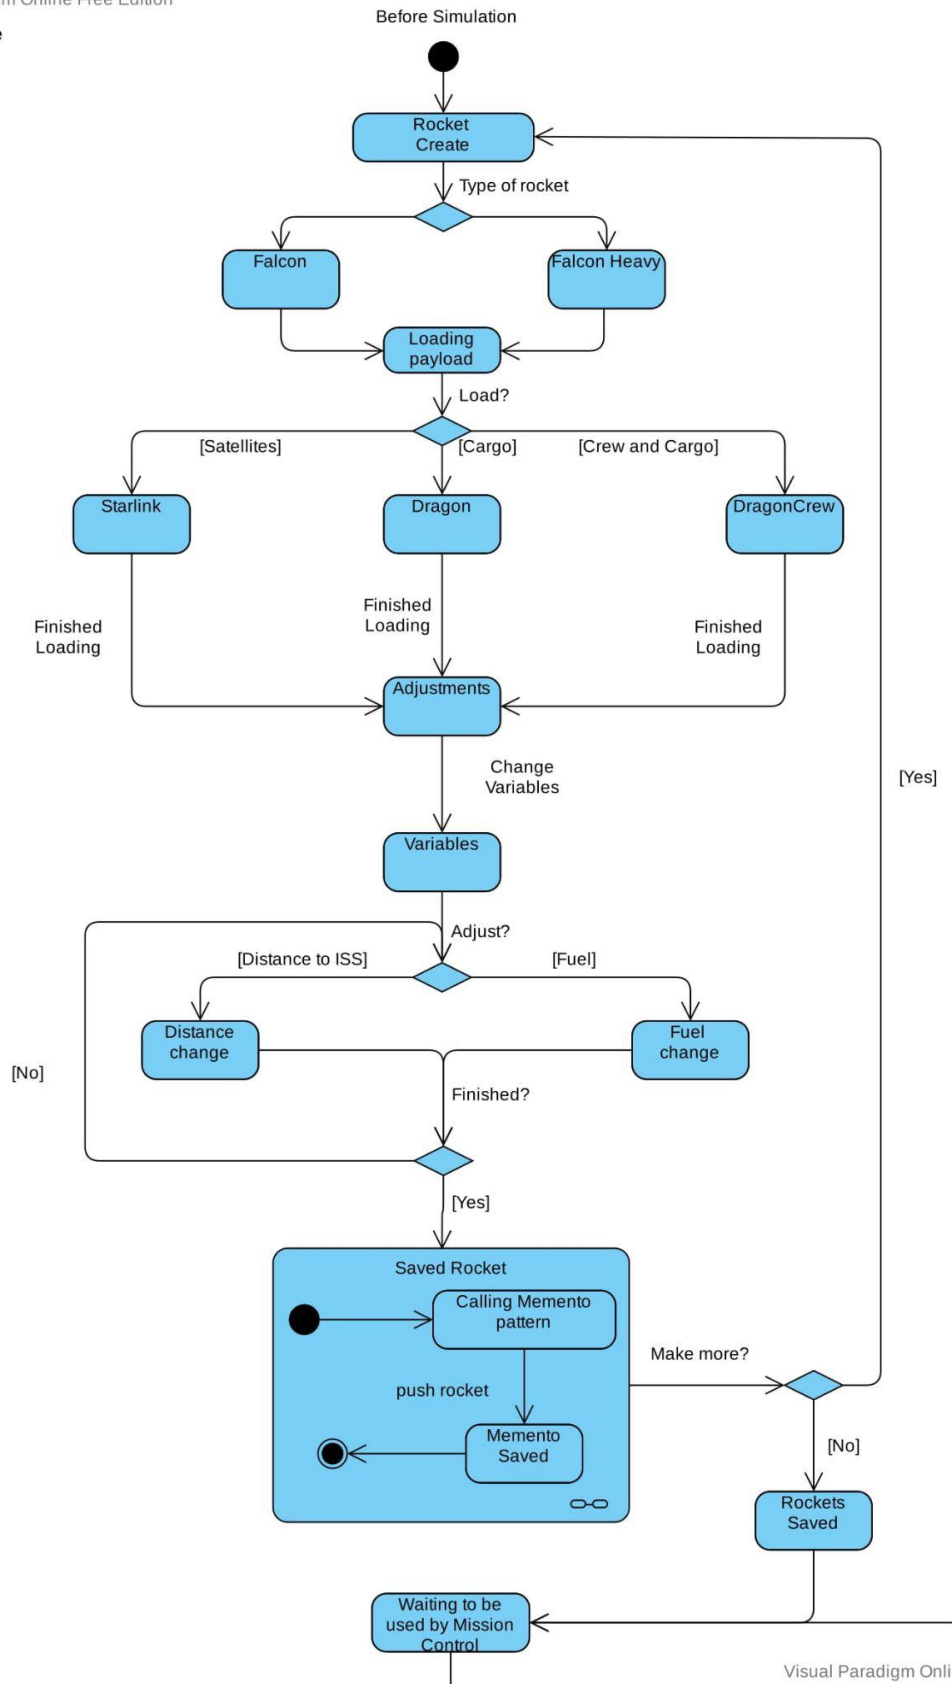 m Online Free Edition
Before Simulation
e
Rocket
Create
Type of rocket
Falcon
Falcon Heavy
Loading
payload
Load?
[Satellites]
[Cargo]
[Crew and Cargo]
Starlink
Dragon
DragonCrew
Finished
Loading
Finished
Loading
Finished
Loading
Adjustments
Change
Variables
[Yes]
Variables
Adjust?
[Distance to ISS]
[Fuel]
Distance
change
Fuel
change
[No]
Finished?
[Yes]
Saved Rocket
Calling Memento
pattern
Make more?
push rocket
Memento
Saved
[No]
Rockets
Saved
Waiting to be
used by Mission
Control
Visual Paradigm Onli